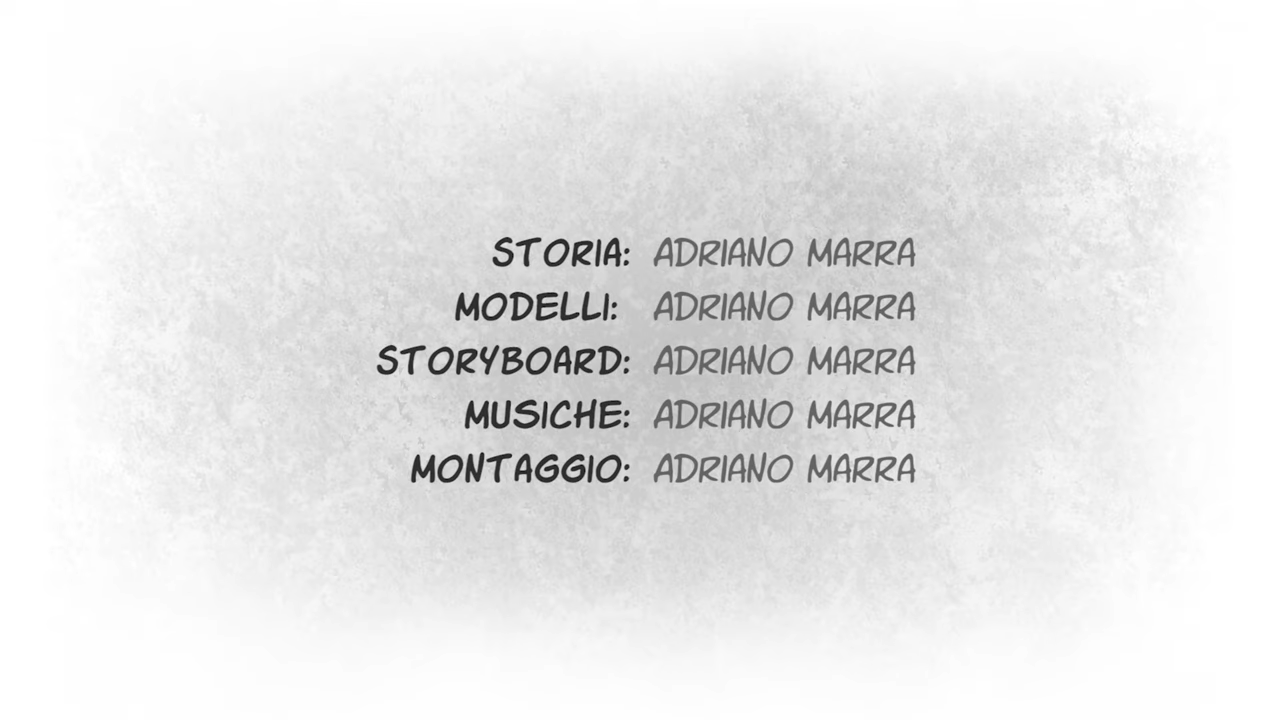 STORIA: ADRIANO MARRA
MODELLI: ADRIANO MARRA
STORYBOARD: ADRIANO MARRA
MUSICHE: ADRIANO MARRA
MONTAGGIO: ADRIANO MARRA